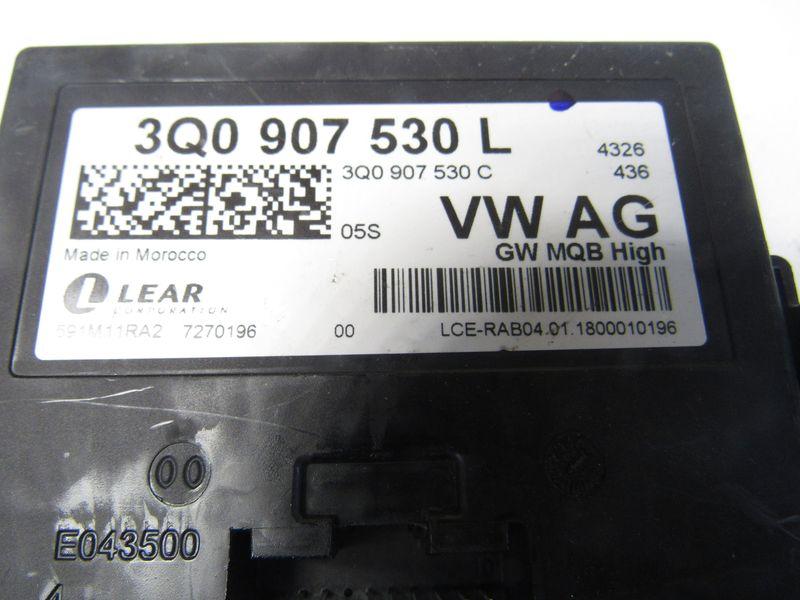 3Q0 907 530 L
4326
3Q0 907 530 C
436
05S
VW AG
Made in Morocco
GW MQB High
LEAR
CORPORATION
591M11RA2 7270196 00 LCE-RAB04.01.1800010196
00
E043500